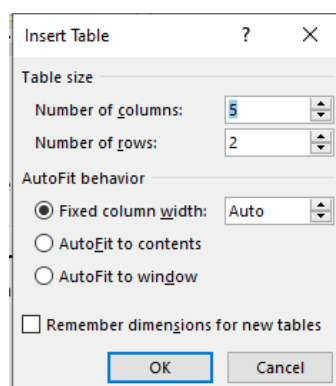 Insert Table ? X
Table size
Number of columns: 5
Number of rows: 2
AutoFit behavior
Fixed column width: Auto
AutoFit to contents
AutoFit to window
Remember dimensions for new tables
OK Cancel